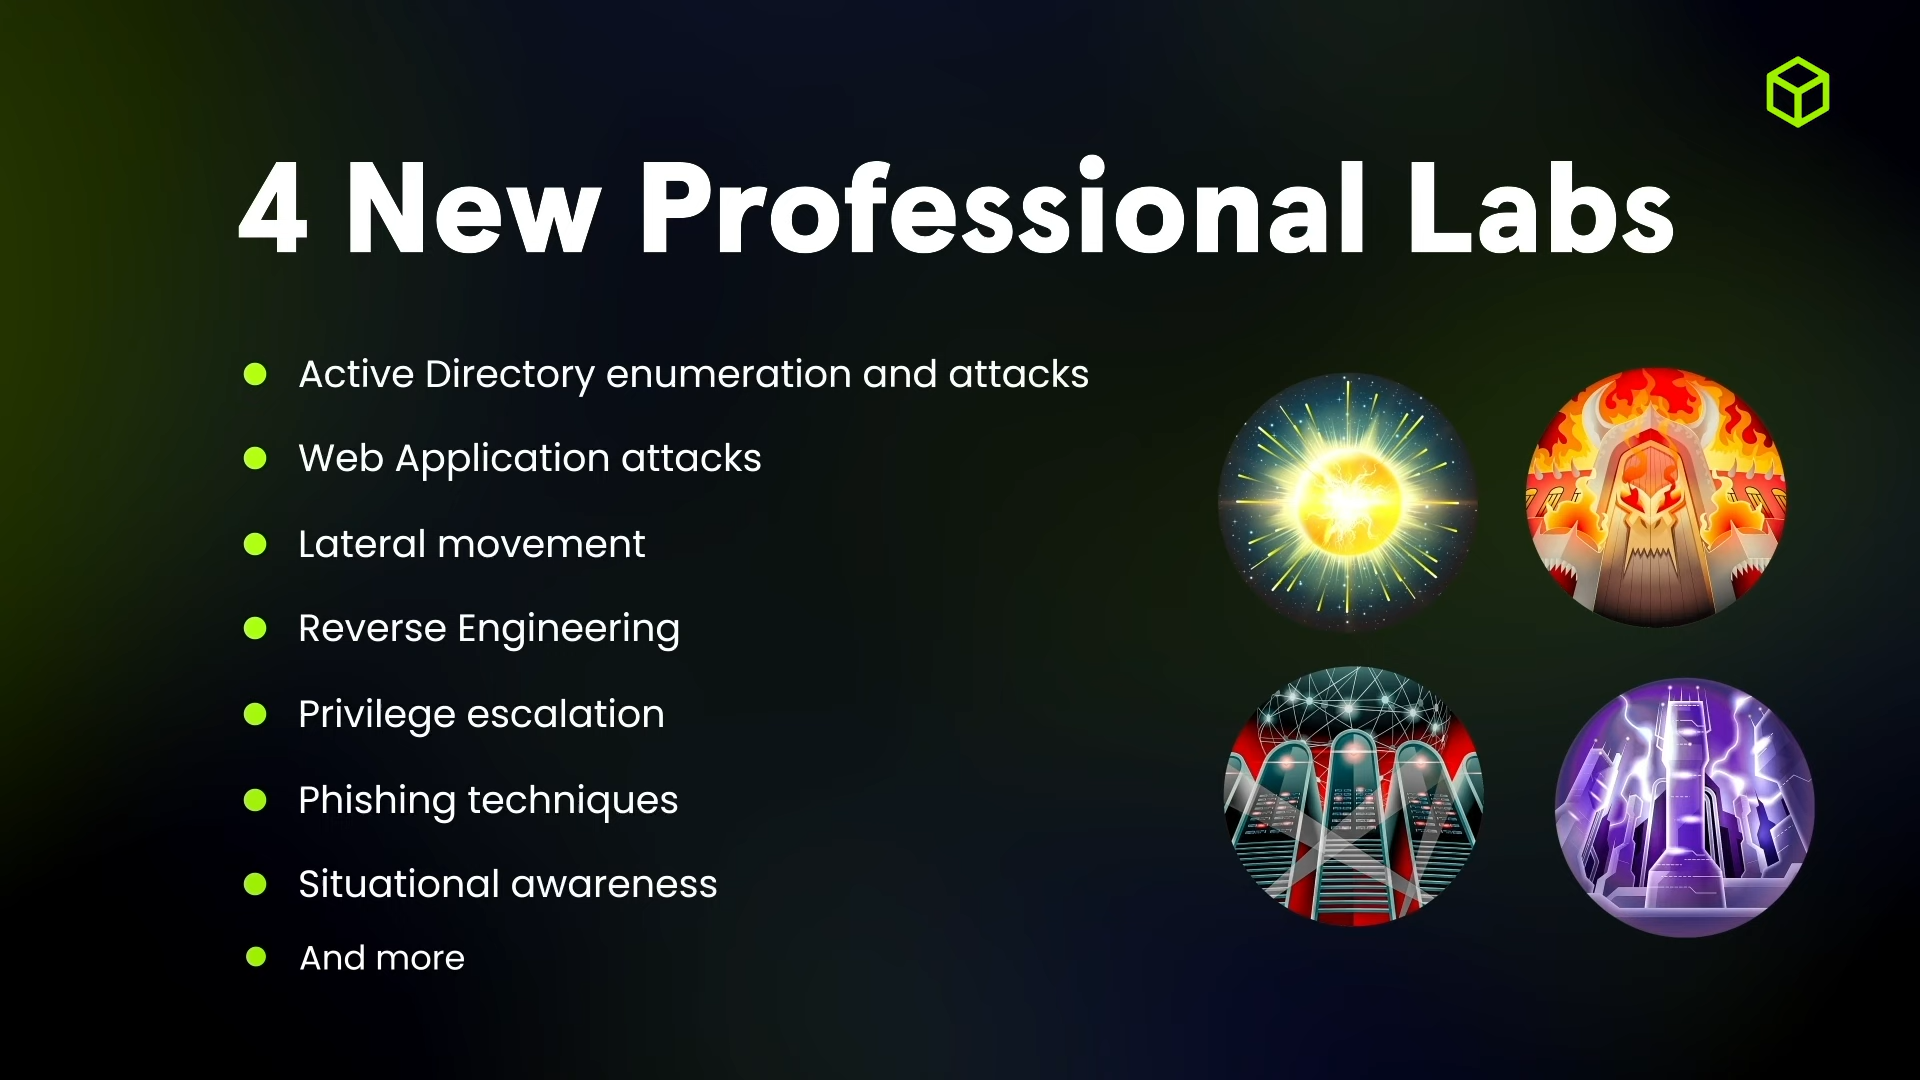 4 New Professional Labs
Active Directory enumeration and attacks
Web Application attacks
Lateral movement
Reverse Engineering
Privilege escalation
Phishing techniques
Situational awareness
And more